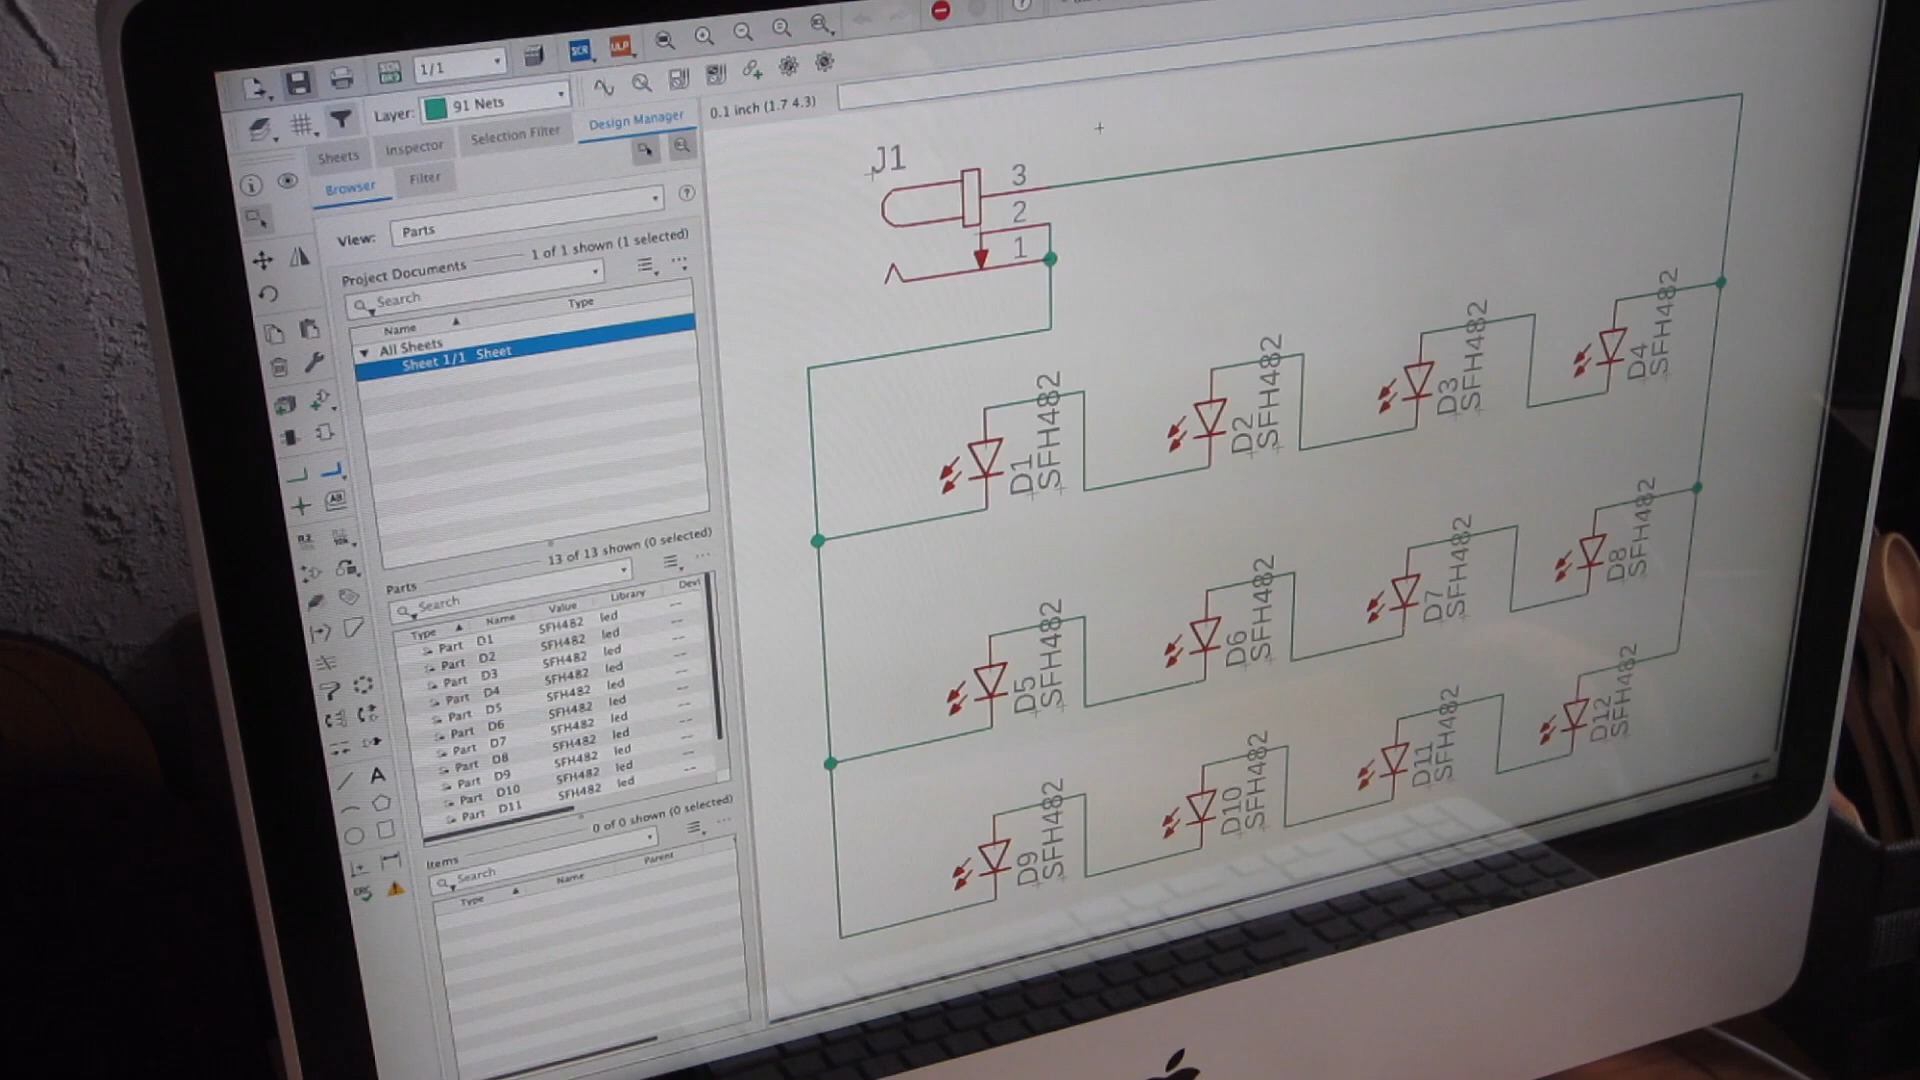 1/1
SCR
ULP
Layer:
91 Nets
Sheets
Inspector
Selection Filter
Design Manager
0.1 inch (1.7 4.3)
Browser
Filter
View:
Parts
1 of 1 shown (1 selected)
Project Documents
Search
Name
Type
All Sheets
Sheet 1/1 Sheet
13 of 13 shown (0 selected)
Parts
Search
Type
Name
Value
Library
Devi
Part D1 SFH482 led --
Part D2 SFH482 led --
Part D3 SFH482 led --
Part D4 SFH482 led --
Part D5 SFH482 led --
Part D6 SFH482 led --
Part D7 SFH482 led --
Part D8 SFH482 led --
Part D9 SFH482 led --
Part D10 SFH482 led --
Part D11 SFH482 led
0 of 0 shown (0 selected)
Items
Search
Type
Name
Parent
J1
3
2
1
D1
SFH482
D2
SFH482
D3
SFH482
D4
SFH482
D5
SFH482
D6
SFH482
D7
SFH482
D8
SFH482
D9
SFH482
D10
SFH482
D11
SFH482
D12
SFH482